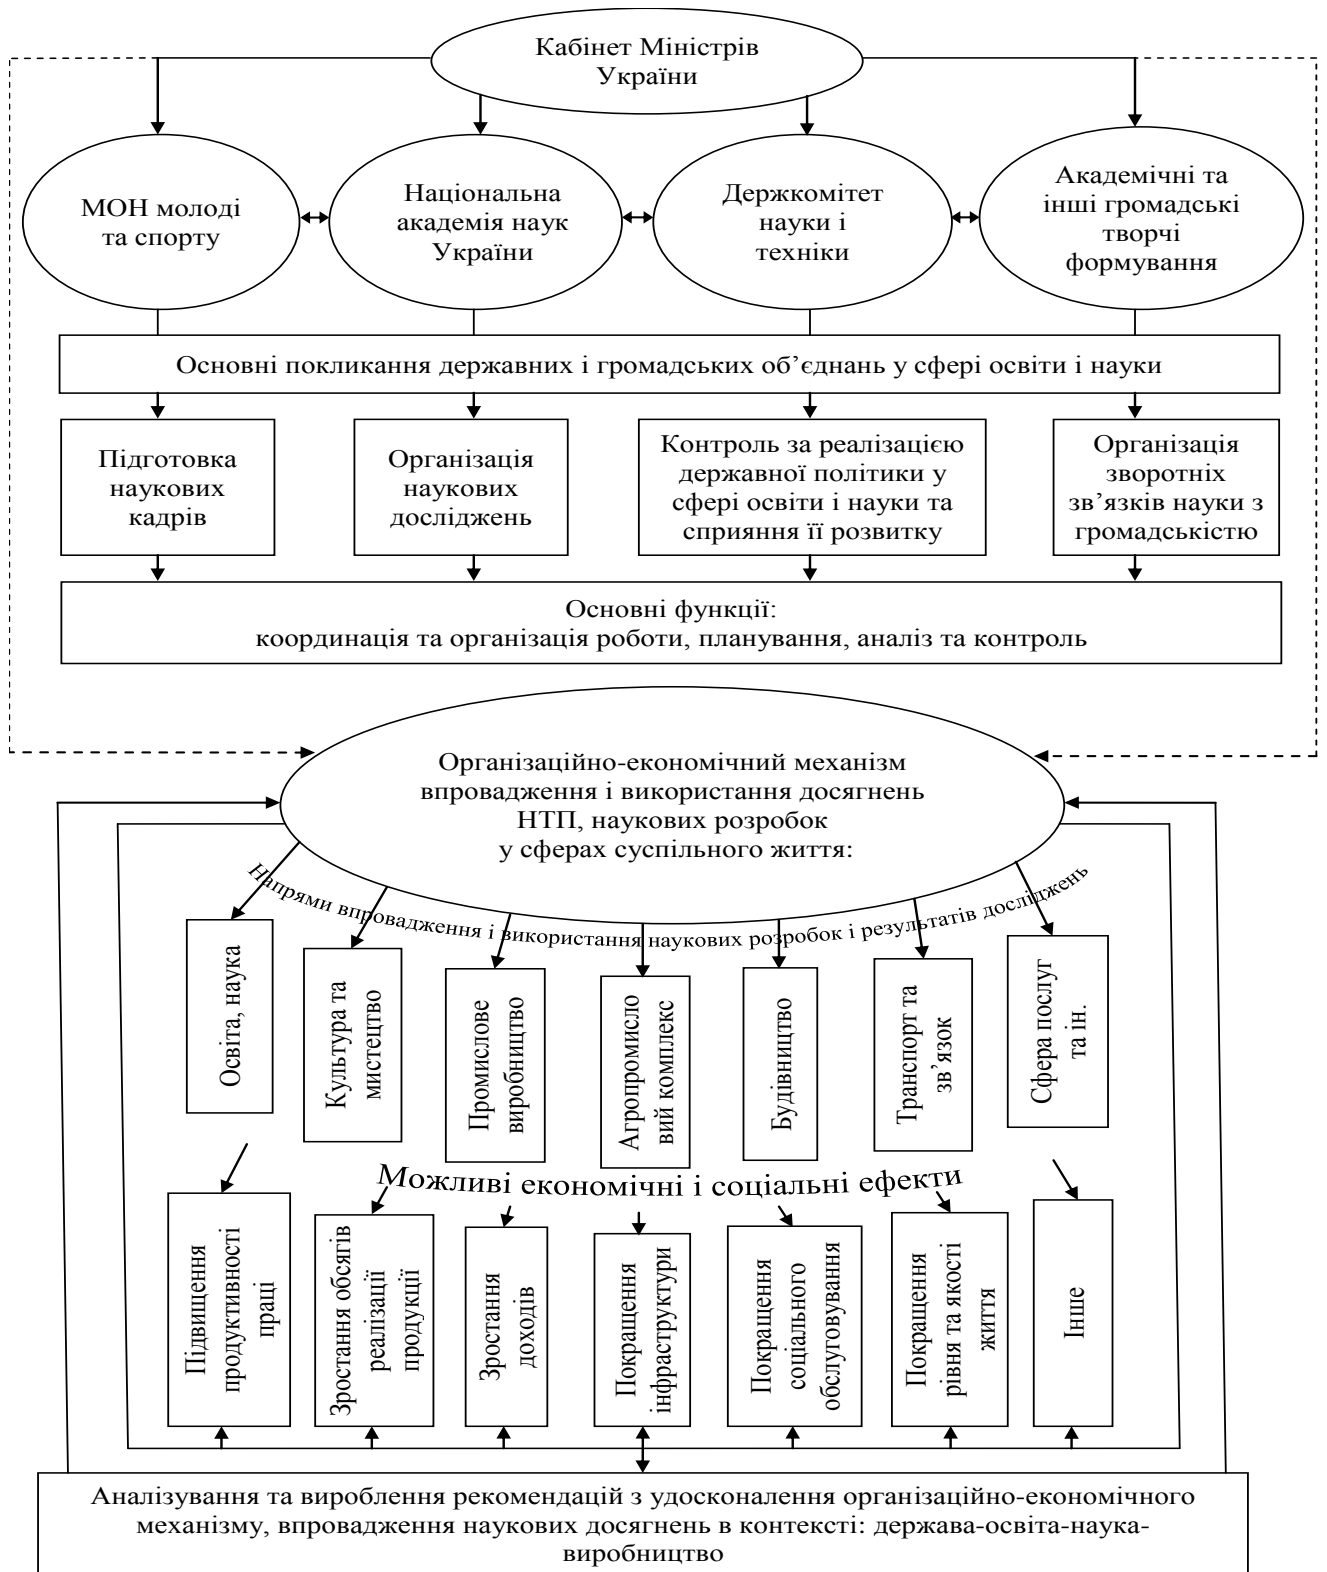 Кабінет Міністрів
України
МОН молоді
та спорту
Національна
академія наук
України
Держкомітет
науки і
техніки
Академічні та
інші громадські
творчі
формування
Основні покликання державних і громадських об’єднань у сфері освіти і науки
Підготовка
наукових
кадрів
Організація
наукових
досліджень
Контроль за реалізацією
державної політики у
сфері освіти і науки та
сприяння її розвитку
Організація
зворотніх
зв’язків науки з
громадськістю
Основні функції:
координація та організація роботи, планування, аналіз та контроль
Організаційно-економічний механізм
впровадження і використання досягнень
НТП, наукових розробок
у сферах суспільного життя:
Напрями впровадження і використання наукових розробок і результатів досліджень
Освіта, наука
Культура та
мистецтво
Промислове
виробництво
Агропромисло
вий комплекс
Будівництво
Транспорт та
зв’язок
Сфера послуг
та ін.
Можливі економічні і соціальні ефекти
Підвищення
продуктивності
праці
Зростання обсягів
реалізації
продукції
Зростання
доходів
Покращення
інфраструктури
Покращення
соціального
обслуговування
Покращення
рівня та якості
життя
Інше
Аналізування та вироблення рекомендацій з удосконалення організаційно-економічного
механізму, впровадження наукових досягнень в контексті: держава-освіта-наука-
виробництво